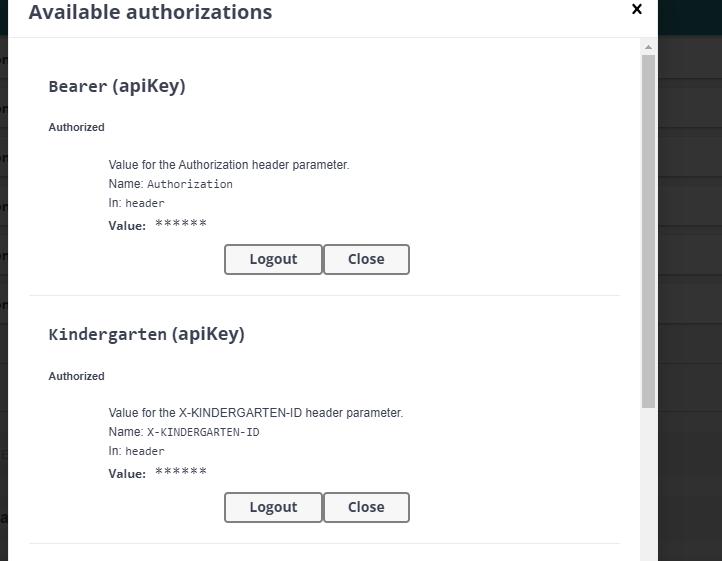 Available authorizations
Bearer (apiKey)
Authorized
Value for the Authorization header parameter.
Name: Authorization
In: header
Value: ******
Logout Close
Kindergarten (apiKey)
Authorized
Value for the X-KINDERGARTEN-ID header parameter.
Name: X-KINDERGARTEN-ID
In: header
Value: ******
Logout Close